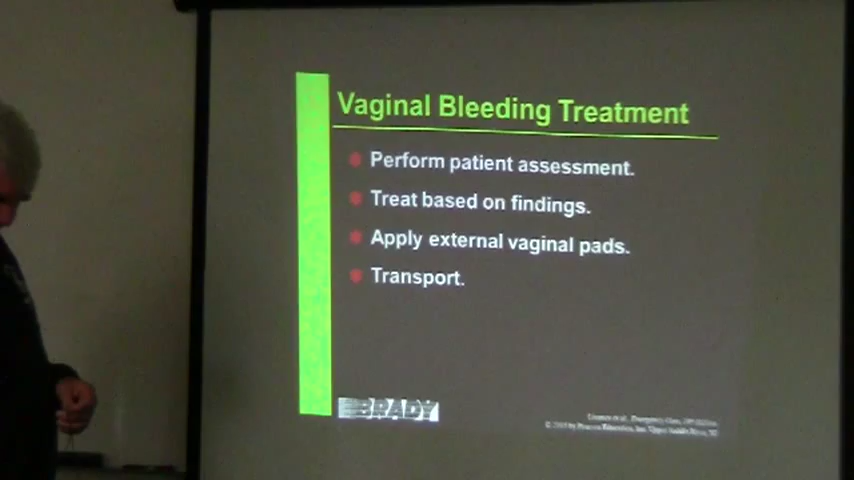 Vaginal Bleeding Treatment
Perform patient assessment.
Treat based on findings.
Apply external vaginal pads.
Transport.
BRADY